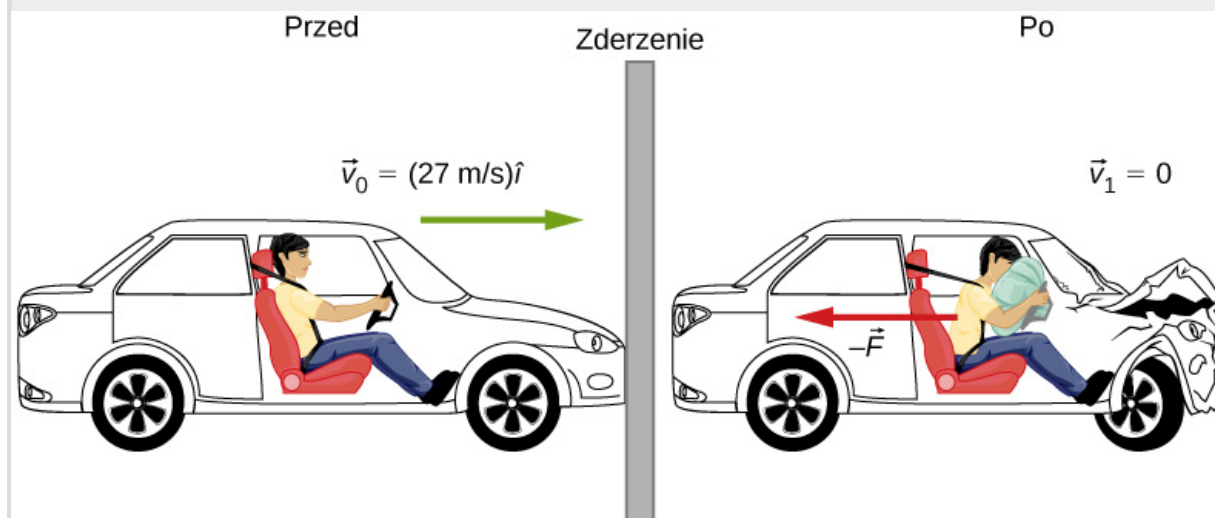 Przed
Zderzenie
Po
v⃗₀ = (27 m/s)î
v⃗₁ = 0
–F⃗